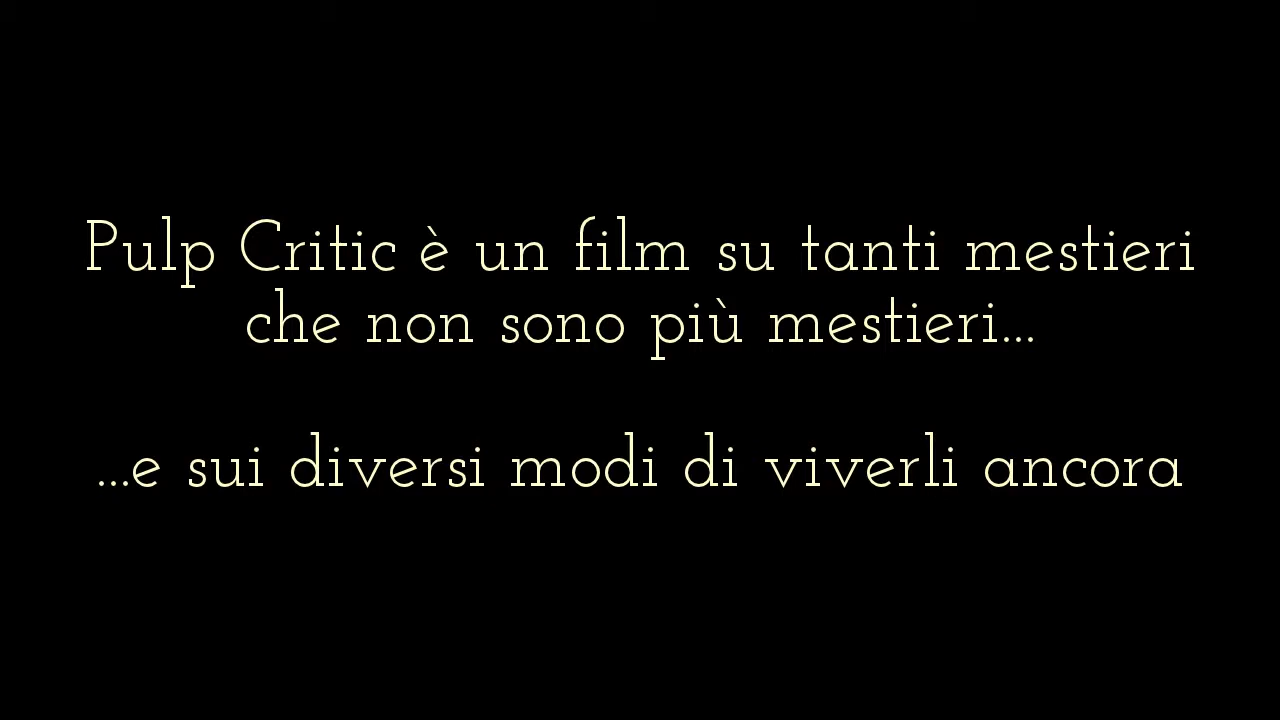 Pulp Critic è un film su tanti mestieri
che non sono più mestieri...
...e sui diversi modi di viverli ancora